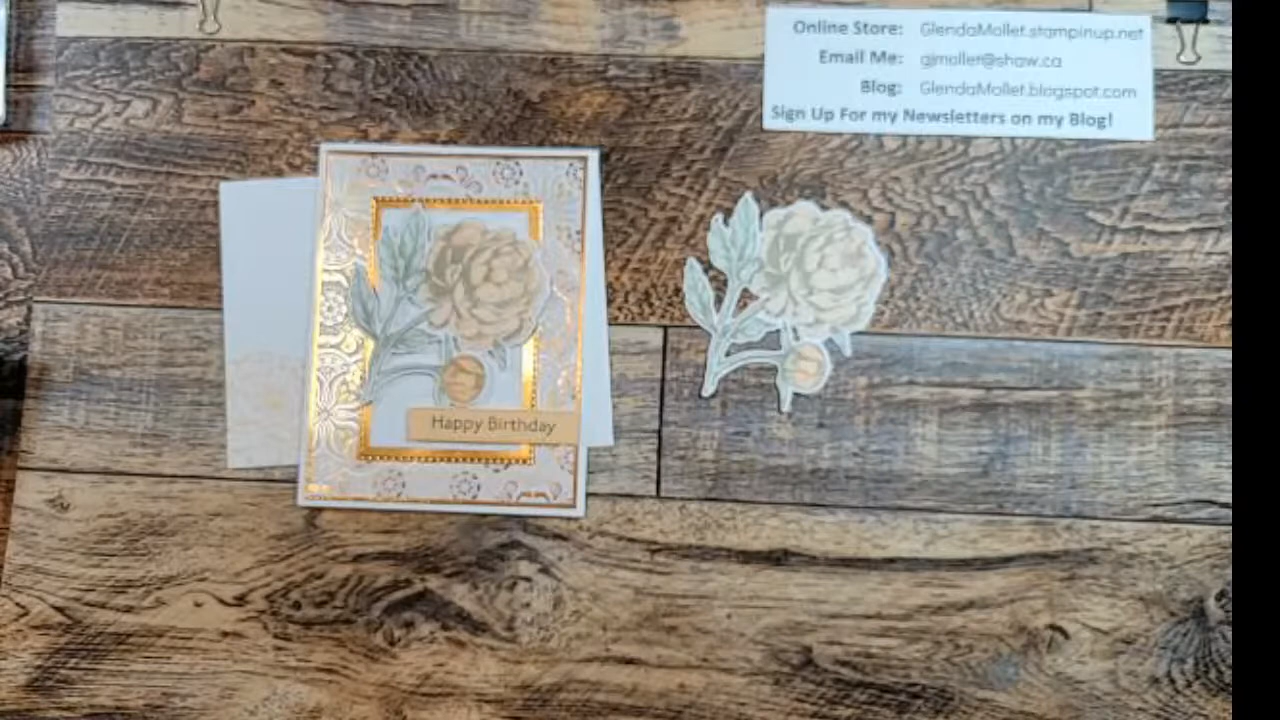 Online Store: GlendaMollet.stampinup.net
Email Me: gjmollet@shaw.ca
Blog: GlendaMollet.blogspot.com
Sign Up For my Newsletters on my Blog!
Happy Birthday